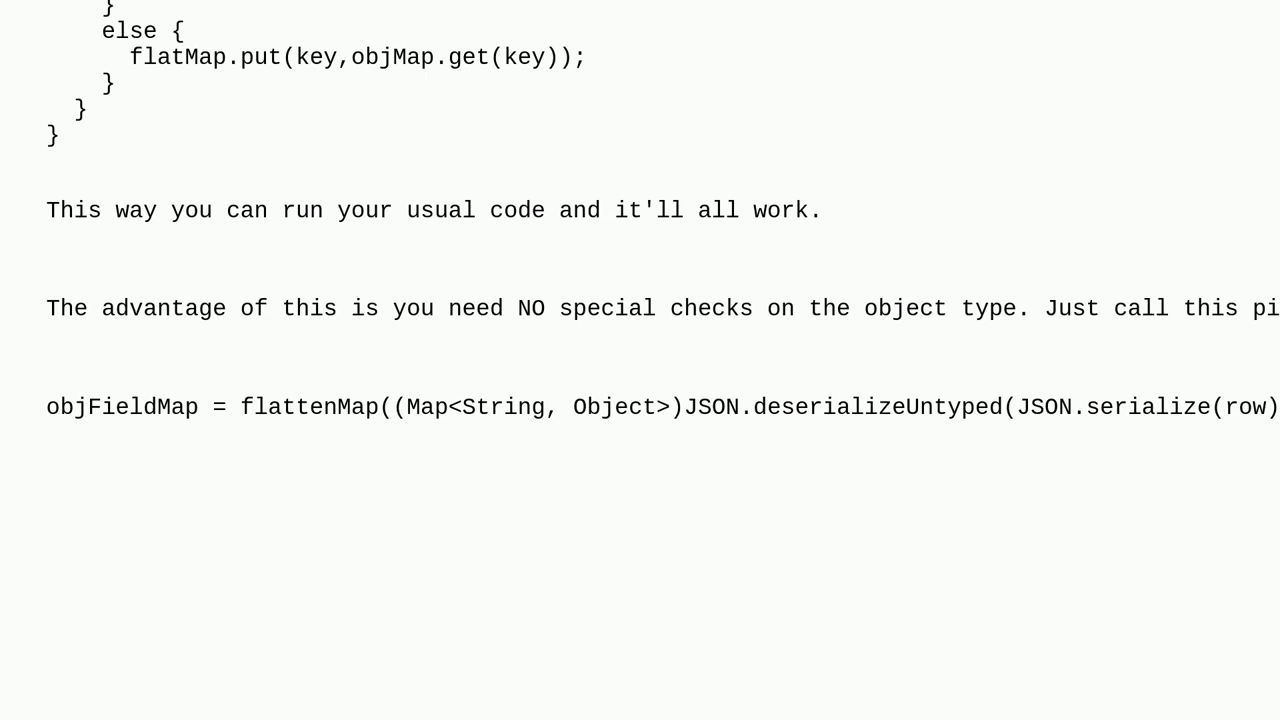 }
else {
flatMap.put(key,objMap.get(key));
}
}
}
This way you can run your usual code and it'll all work.
The advantage of this is you need NO special checks on the object type. Just call this pi
objFieldMap = flattenMap((Map<String, Object>)JSON.deserializeUntyped(JSON.serialize(row)